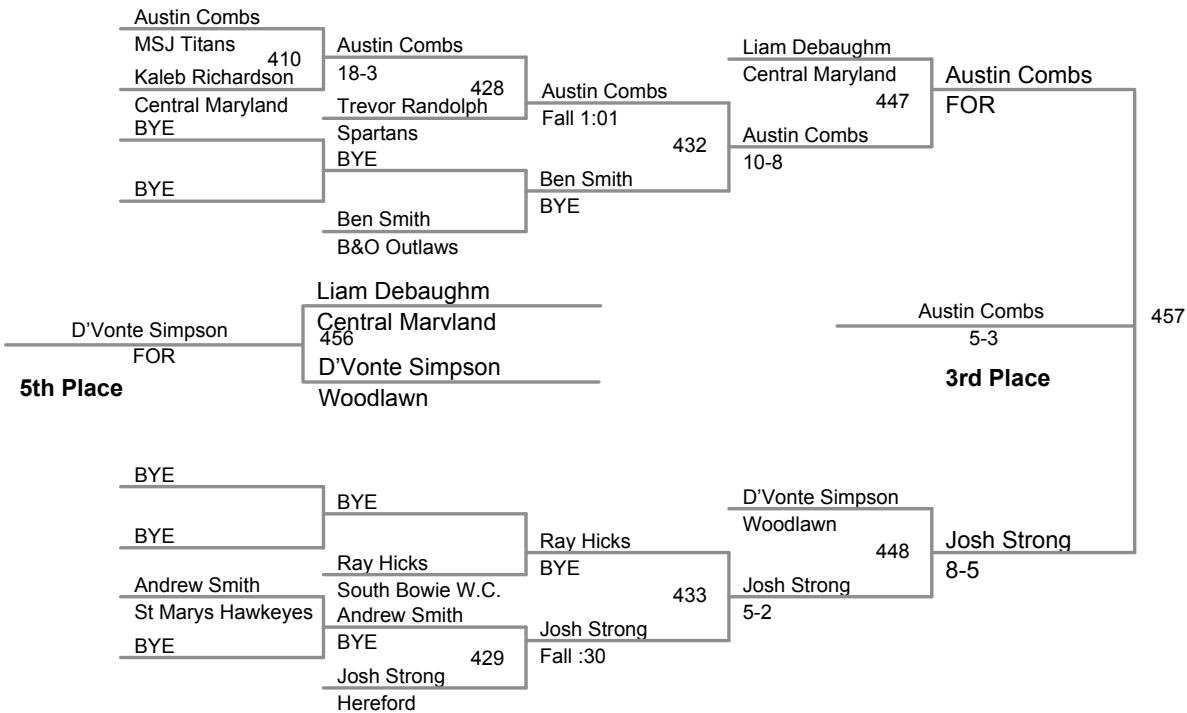 Austin Combs
MSJ Titans
410
Kaleb Richardson
Central Maryland
BYE
BYE
Austin Combs
18-3
428
Trevor Randolph
Spartans
BYE
Ben Smith
B&O Outlaws
Austin Combs
Fall 1:01
432
Ben Smith
BYE
Liam Debaughm
Central Maryland
447
Austin Combs
10-8
Austin Combs
FOR
Liam Debaughm
Central Maryland
456
D'Vonte Simpson
Woodlawn
D'Vonte Simpson
FOR
5th Place
Austin Combs
5-3
3rd Place
457
BYE
BYE
Andrew Smith
St Marys Hawkeyes
BYE
BYE
Ray Hicks
South Bowie W.C.
Andrew Smith
BYE
429
Josh Strong
Hereford
Ray Hicks
BYE
433
Josh Strong
Fall :30
D'Vonte Simpson
Woodlawn
448
Josh Strong
5-2
Josh Strong
8-5